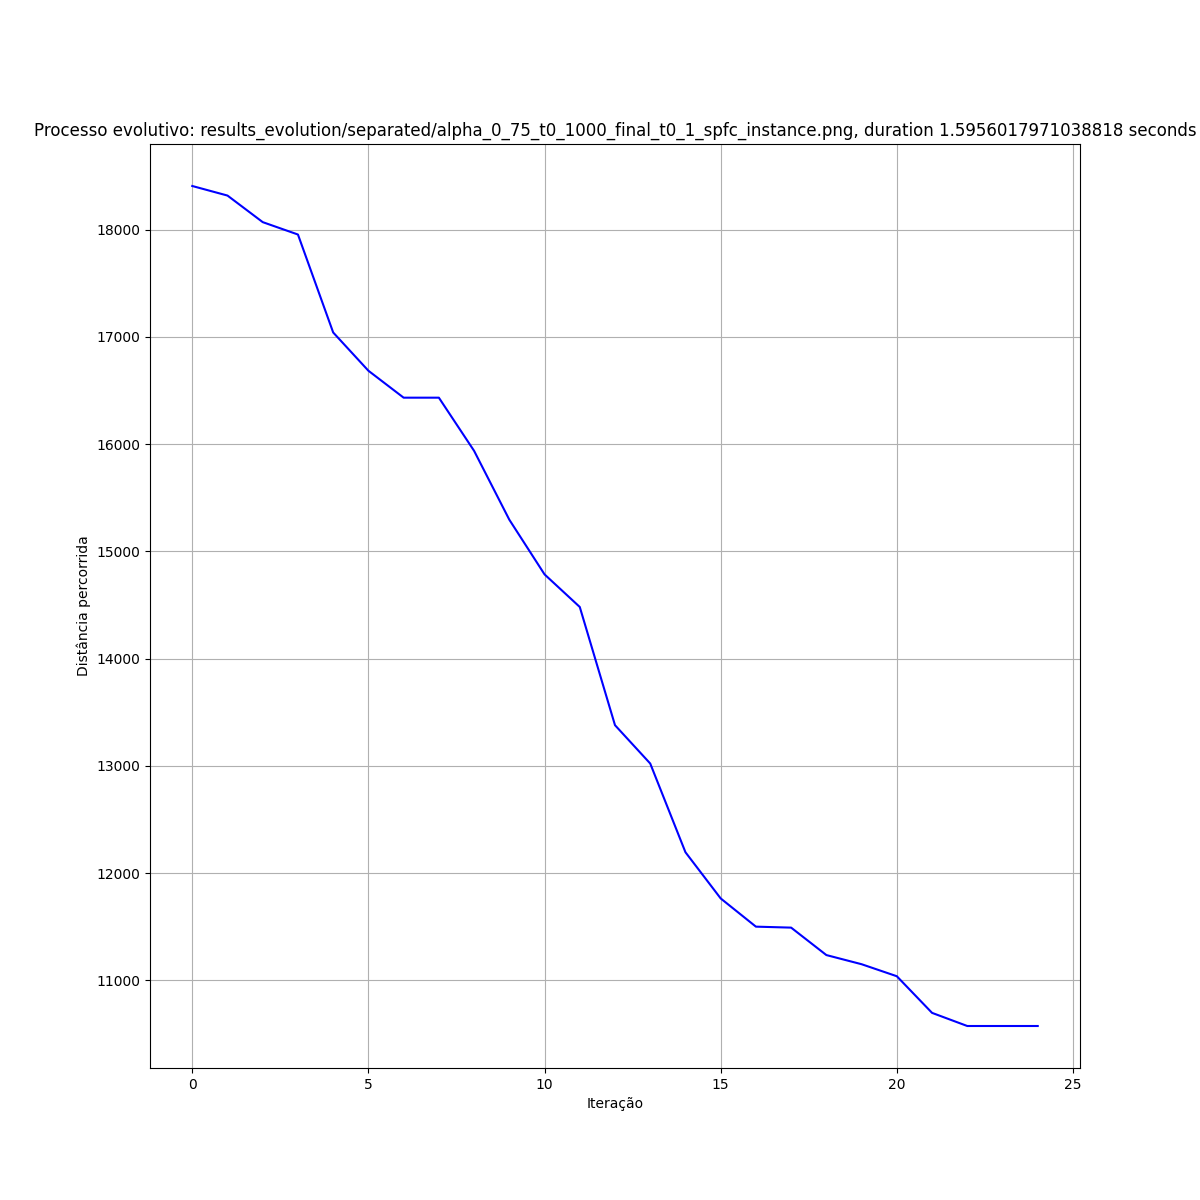 Processo evolutivo: results_evolution/separated/alpha_0_75_t0_1000_final_t0_1_spfc_instance.png, duration 1.5956017971038818 seconds
18000
17000
16000
15000
14000
13000
12000
11000
Distância percorrida
0 5 10 15 20 25
Iteração